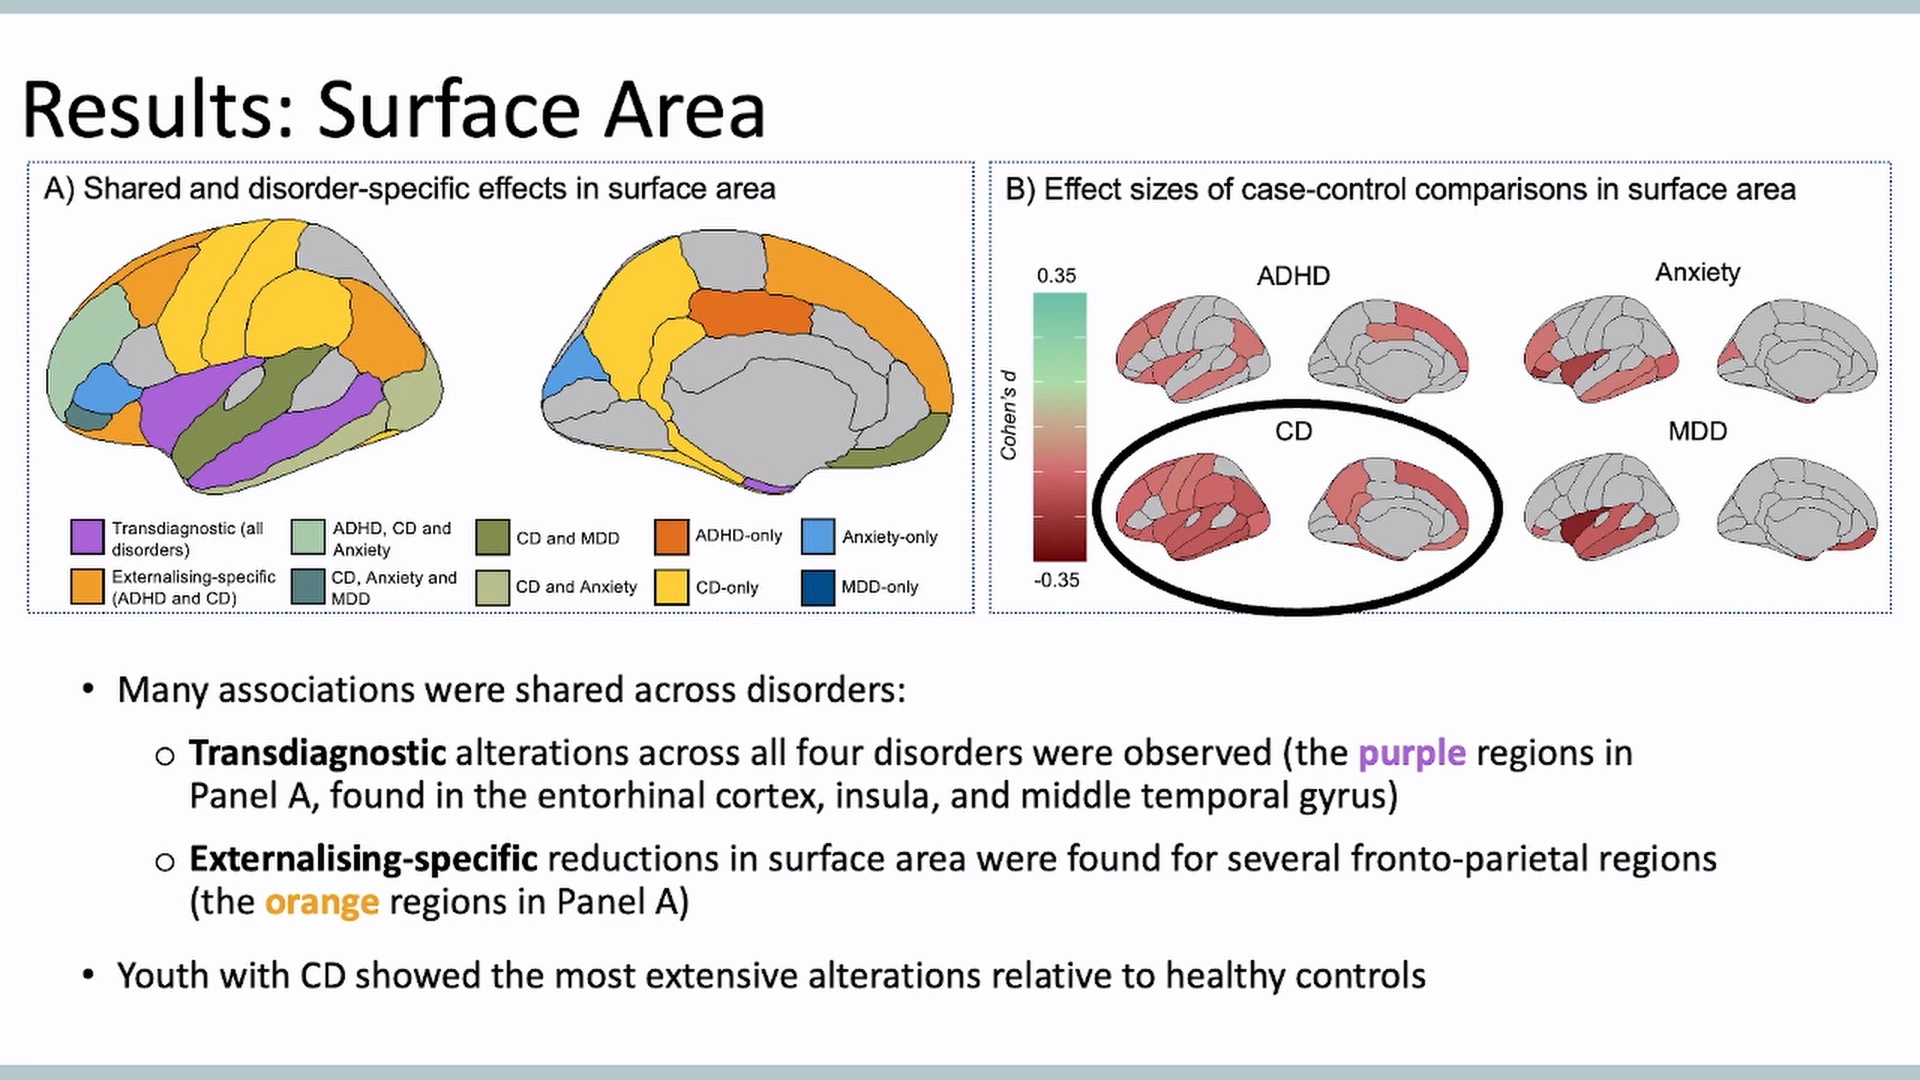 Results: Surface Area
A) Shared and disorder-specific effects in surface area
Transdiagnostic (all
disorders)
Externalising-specific
(ADHD and CD)
ADHD, CD and
Anxiety
CD, Anxiety and
MDD
CD and MDD
CD and Anxiety
ADHD-only
CD-only
Anxiety-only
MDD-only
B) Effect sizes of case-control comparisons in surface area
0.35
Cohen's d
-0.35
ADHD
Anxiety
CD
MDD
• Many associations were shared across disorders:
o Transdiagnostic alterations across all four disorders were observed (the purple regions in
Panel A, found in the entorhinal cortex, insula, and middle temporal gyrus)
o Externalising-specific reductions in surface area were found for several fronto-parietal regions
(the orange regions in Panel A)
• Youth with CD showed the most extensive alterations relative to healthy controls